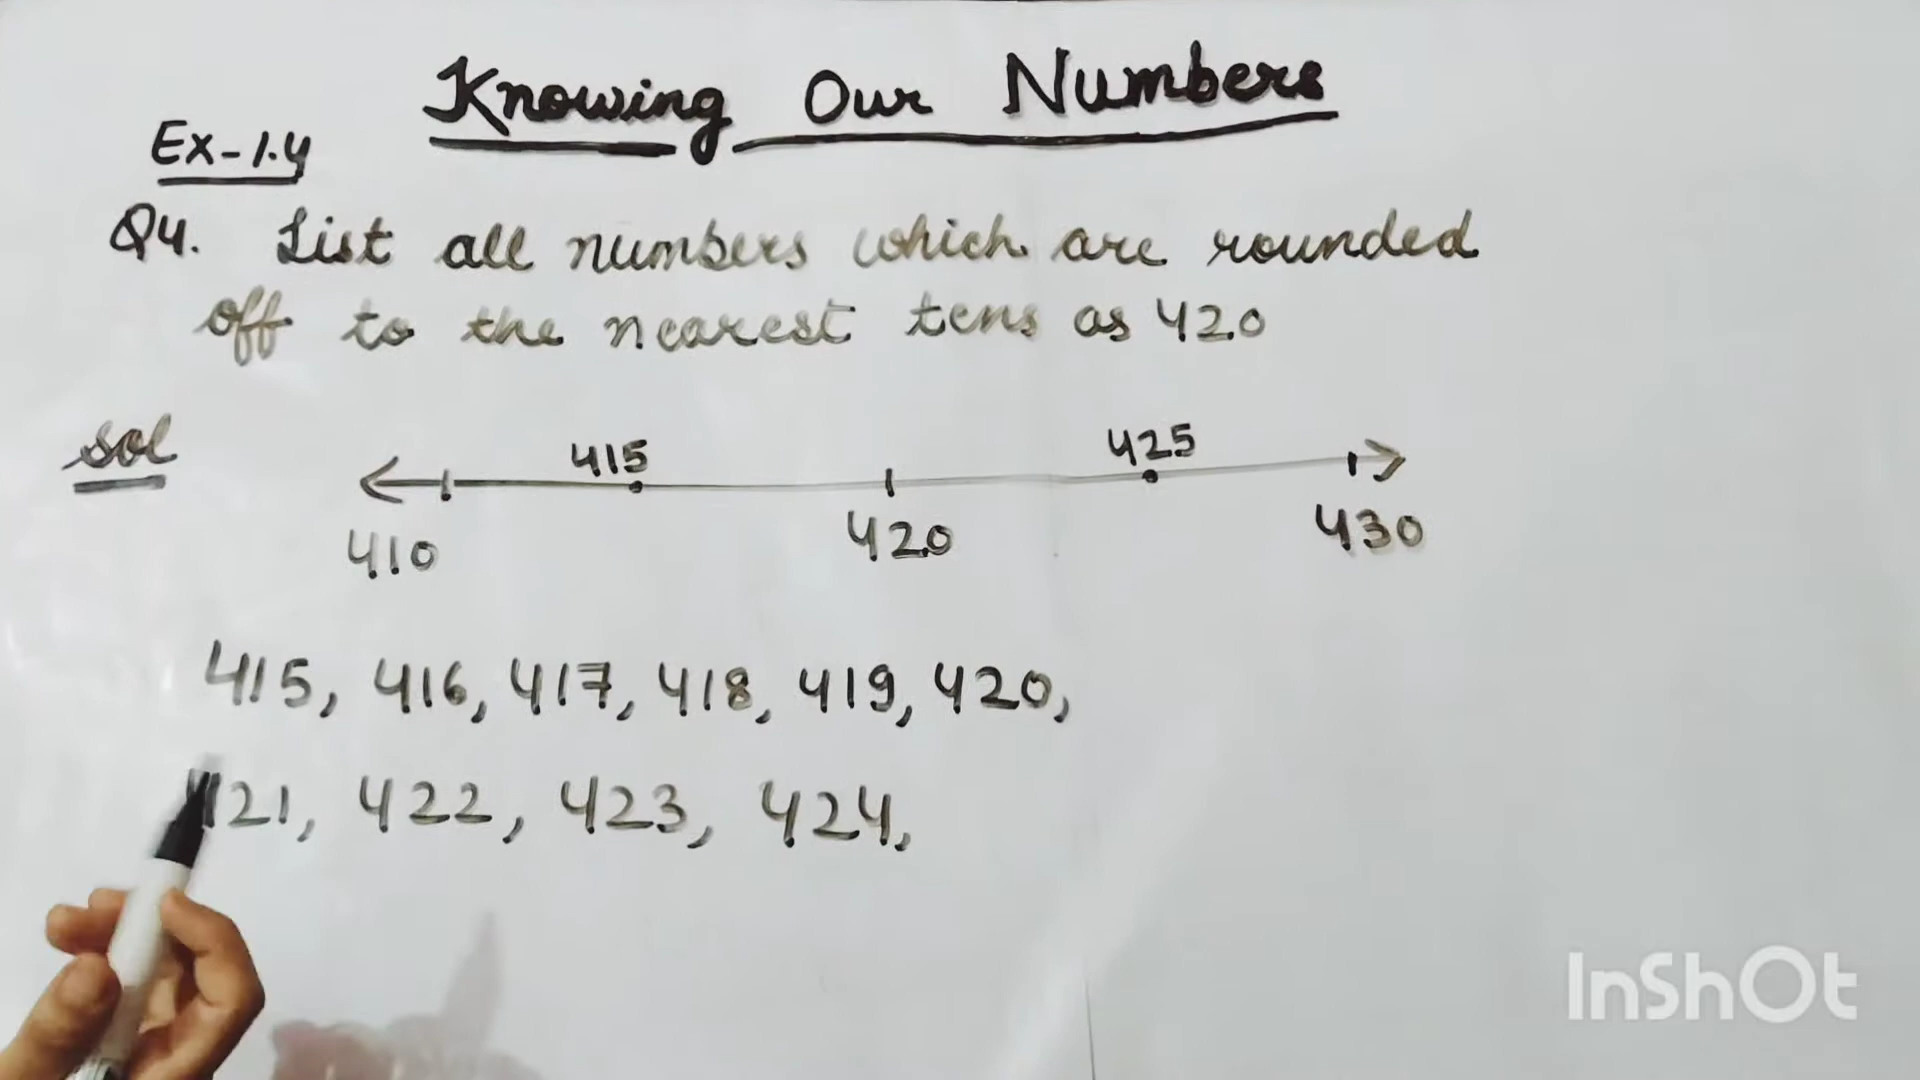 Knowing Our Numbers
Ex-1.4
Q4. List all numbers which are rounded
off to the nearest tens as 420
sol
415 425
410 420 430
415, 416, 417, 418, 419, 420,
421, 422, 423, 424,
InShOt